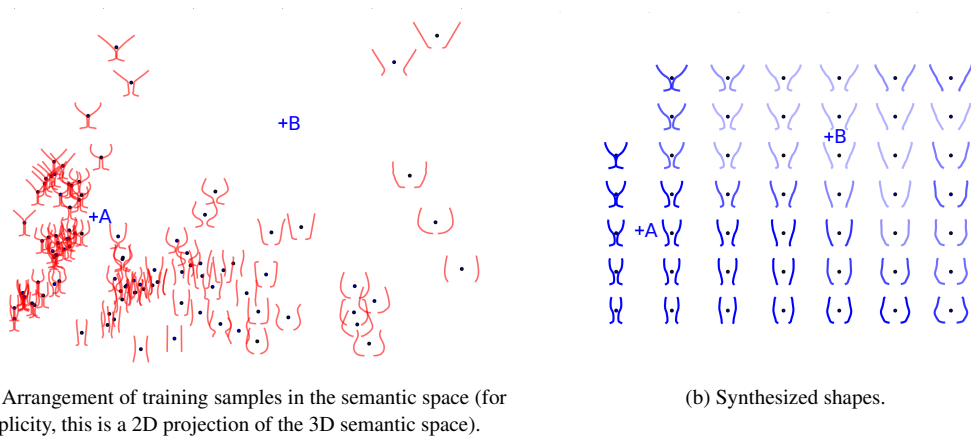 +B
+A
+B
+A
Arrangement of training samples in the semantic space (for
plicity, this is a 2D projection of the 3D semantic space).
(b) Synthesized shapes.